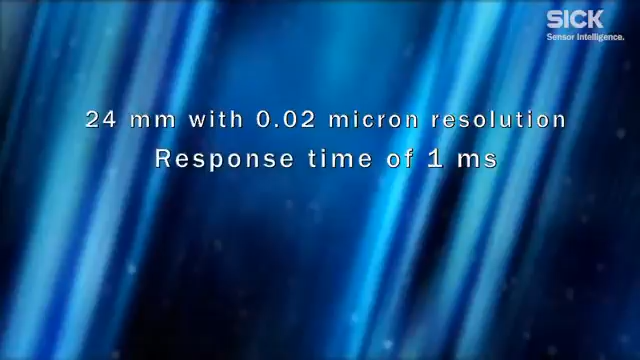 SICK
Sensor Intelligence.
24 mm with 0.02 micron resolution
Response time of 1 ms